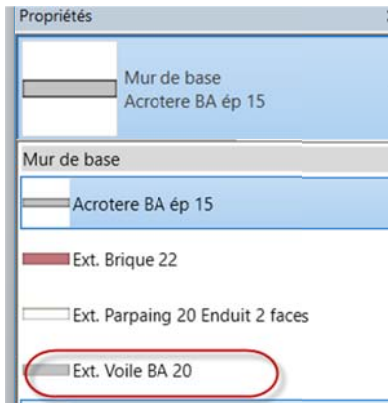 Propriétés
Mur de base
Acrotere BA ép 15
Mur de base
Acrotere BA ép 15
Ext. Brique 22
Ext. Parpaing 20 Enduit 2 faces
Ext. Voile BA 20